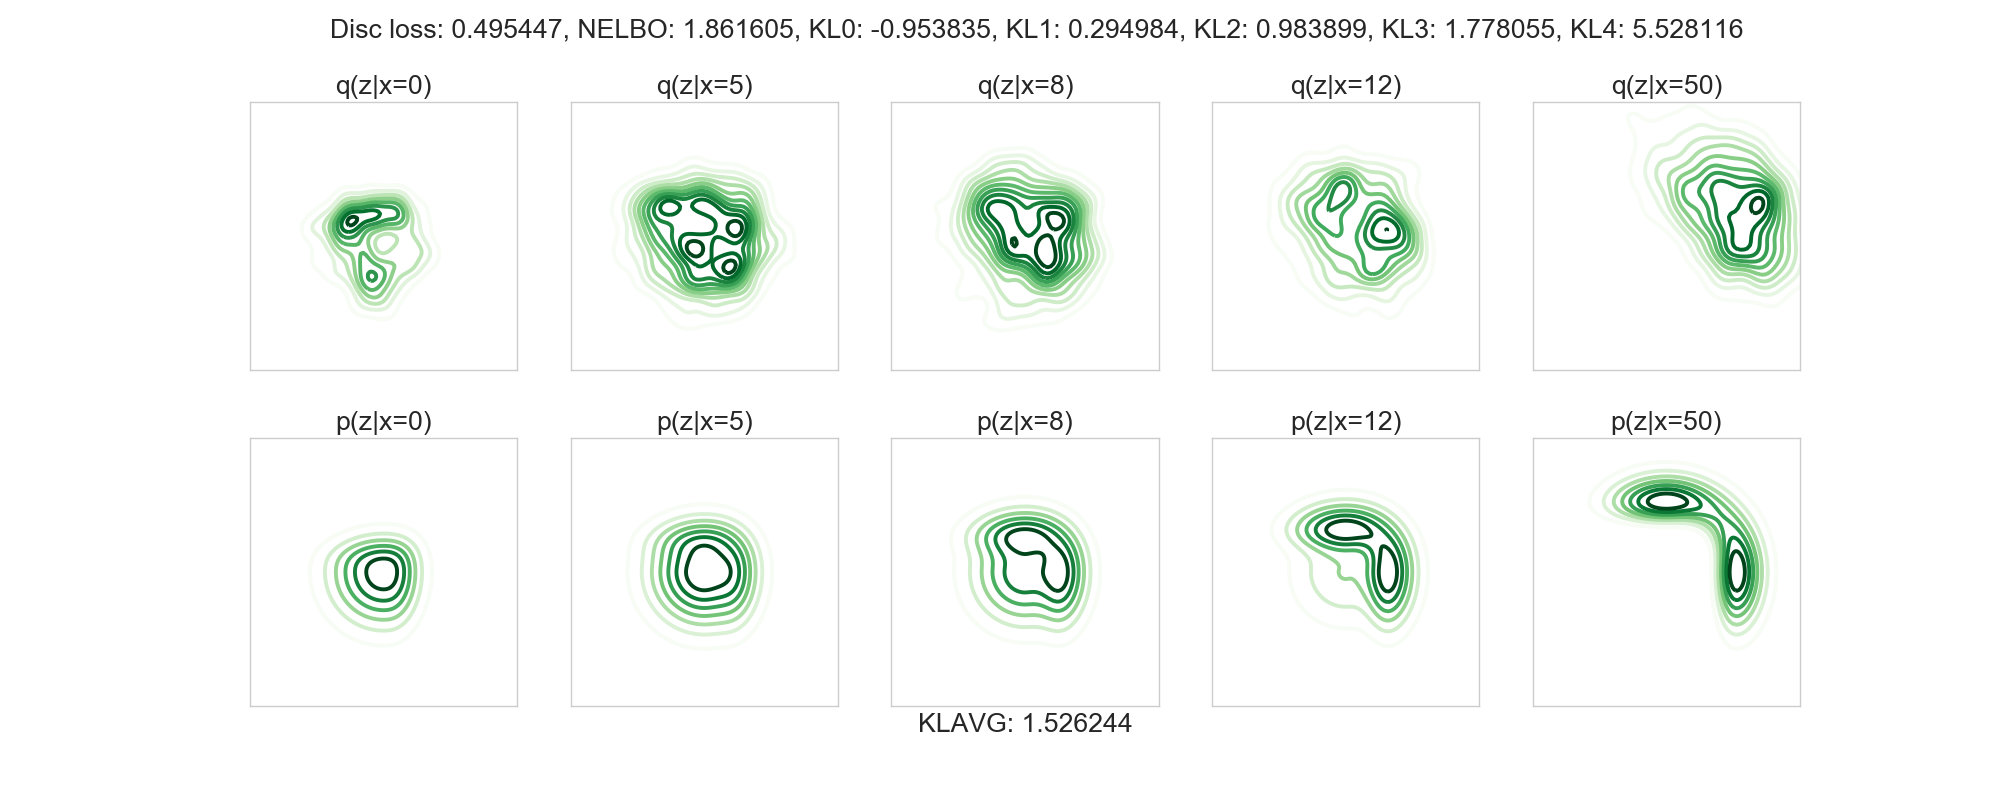 Disc loss: 0.495447, NELBO: 1.861605, KL0: -0.953835, KL1: 0.294984, KL2: 0.983899, KL3: 1.778055, KL4: 5.528116
q(z|x=0) q(z|x=5) q(z|x=8) q(z|x=12) q(z|x=50)
p(z|x=0) p(z|x=5) p(z|x=8) p(z|x=12) p(z|x=50)
KLAVG: 1.526244